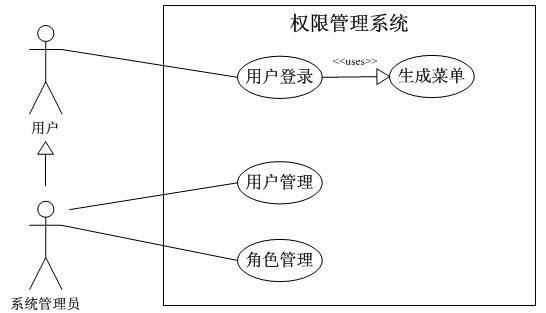 权限管理系统
用户登录
<<uses>>
生成菜单
用户
用户管理
角色管理
系统管理员